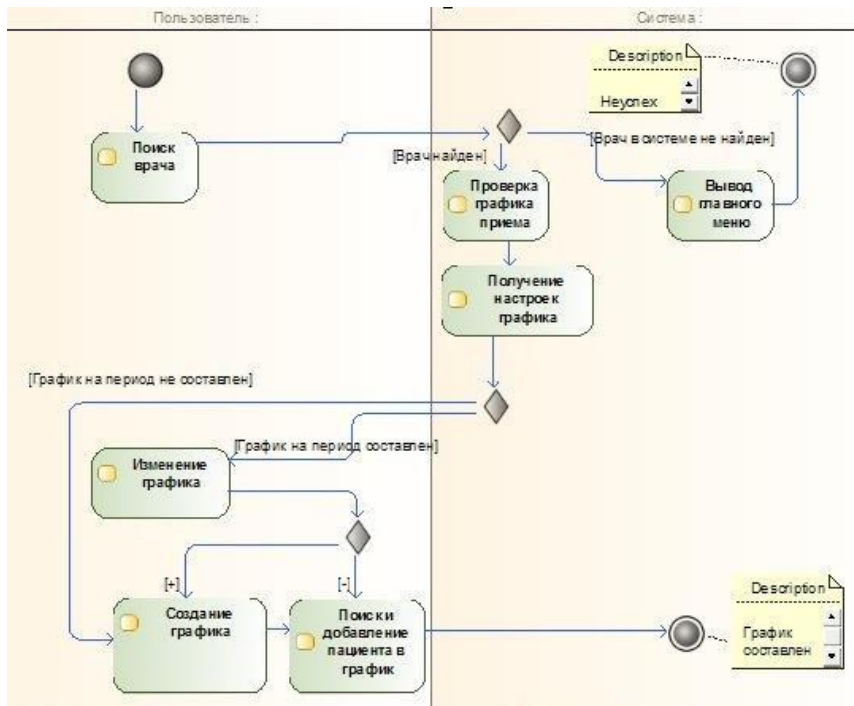 Пользователь :
Система :
Description
Неуспех
Поиск
врача
[Врач найден]
[Врач в системе не найден]
Проверка
графика
приема
Вывод
главного
меню
Получение
настроек
графика
[График на период не составлен]
[График на период составлен]
Изменение
графика
[+]
[-]
Создание
графика
Поиск и
добавление
пациента в
график
Description
График
составлен